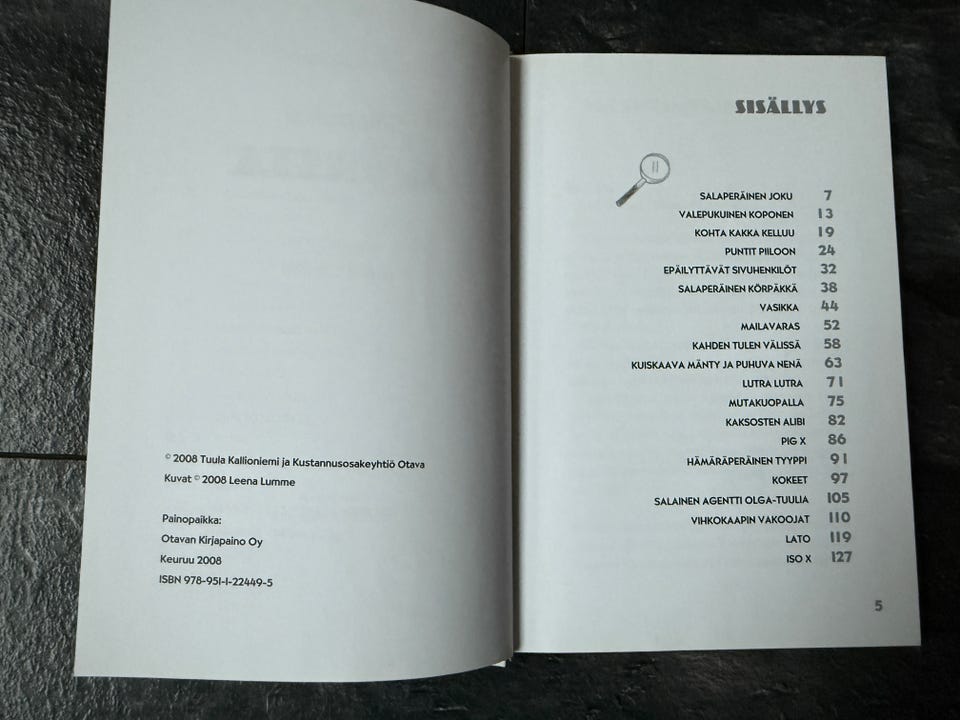 © 2008 Tuula Kallioniemi ja Kustannusosakeyhtiö Otava
Kuvat © 2008 Leena Lumme
Painopaikka:
Otavan Kirjapaino Oy
Keuruu 2008
ISBN 978-951-1-22449-5
SISÄLLYS
SALAPERÄINEN JOKU 7
VALEPUKUINEN KOPONEN 13
KOHTA KAKKA KELLUU 19
PUNTIT PIILOON 24
EPÄILYTTÄVÄT SIVUHENKILÖT 32
SALAPERÄINEN KÖRPÄKKÄ 38
VASIKKA 44
MAILAVARAS 52
KAHDEN TULEN VÄLISSÄ 58
KUISKAAVA MÄNTY JA PUHUVA NENÄ 63
LUTRA LUTRA 71
MUTAKUOPALLA 75
KAKSOSTEN ALIBI 82
PIG X 86
HÄMÄRÄPERÄINEN TYYPPI 91
KOKEET 97
SALAINEN AGENTTI OLGA-TUULIA 105
VIHKOKAAPIN VAKOOJAT 110
LATO 119
ISO X 127
5